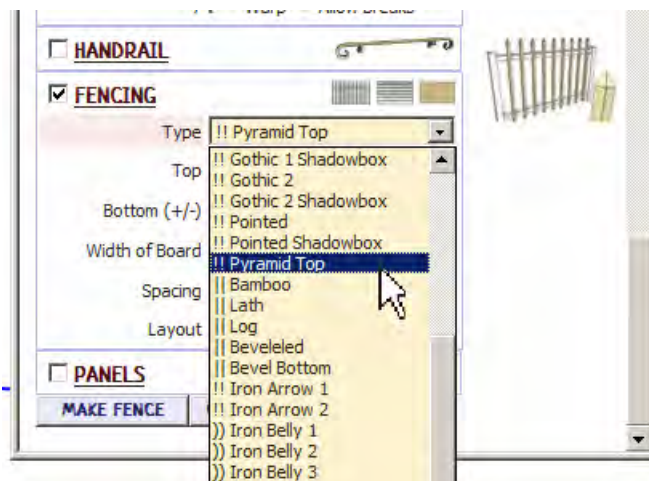 HANDRAIL
FENCING
Type !! Pyramid Top
Top
Bottom (+/-)
Width of Board
Spacing
Layout
!! Gothic 1 Shadowbox
!! Gothic 2
!! Gothic 2 Shadowbox
!! Pointed
!! Pointed Shadowbox
!! Pyramid Top
|| Bamboo
|| Lath
|| Log
|| Beveleled
|| Bevel Bottom
!! Iron Arrow 1
!! Iron Arrow 2
)) Iron Belly 1
)) Iron Belly 2
)) Iron Belly 3
PANELS
MAKE FENCE